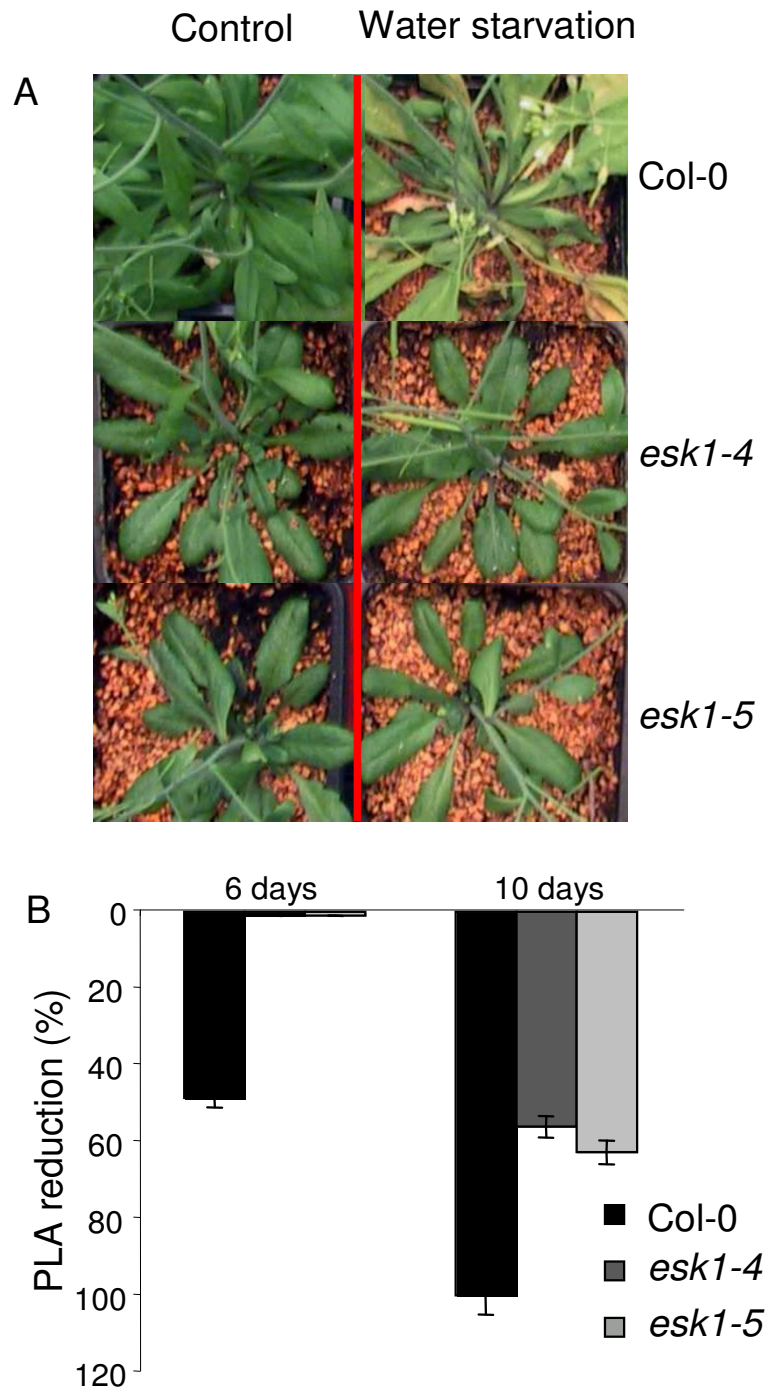 Control Water starvation
A
Col-0
esk1-4
esk1-5
B
6 days 10 days
0
20
40
60
80
100
120
PLA reduction (%)
Col-0
esk1-4
esk1-5